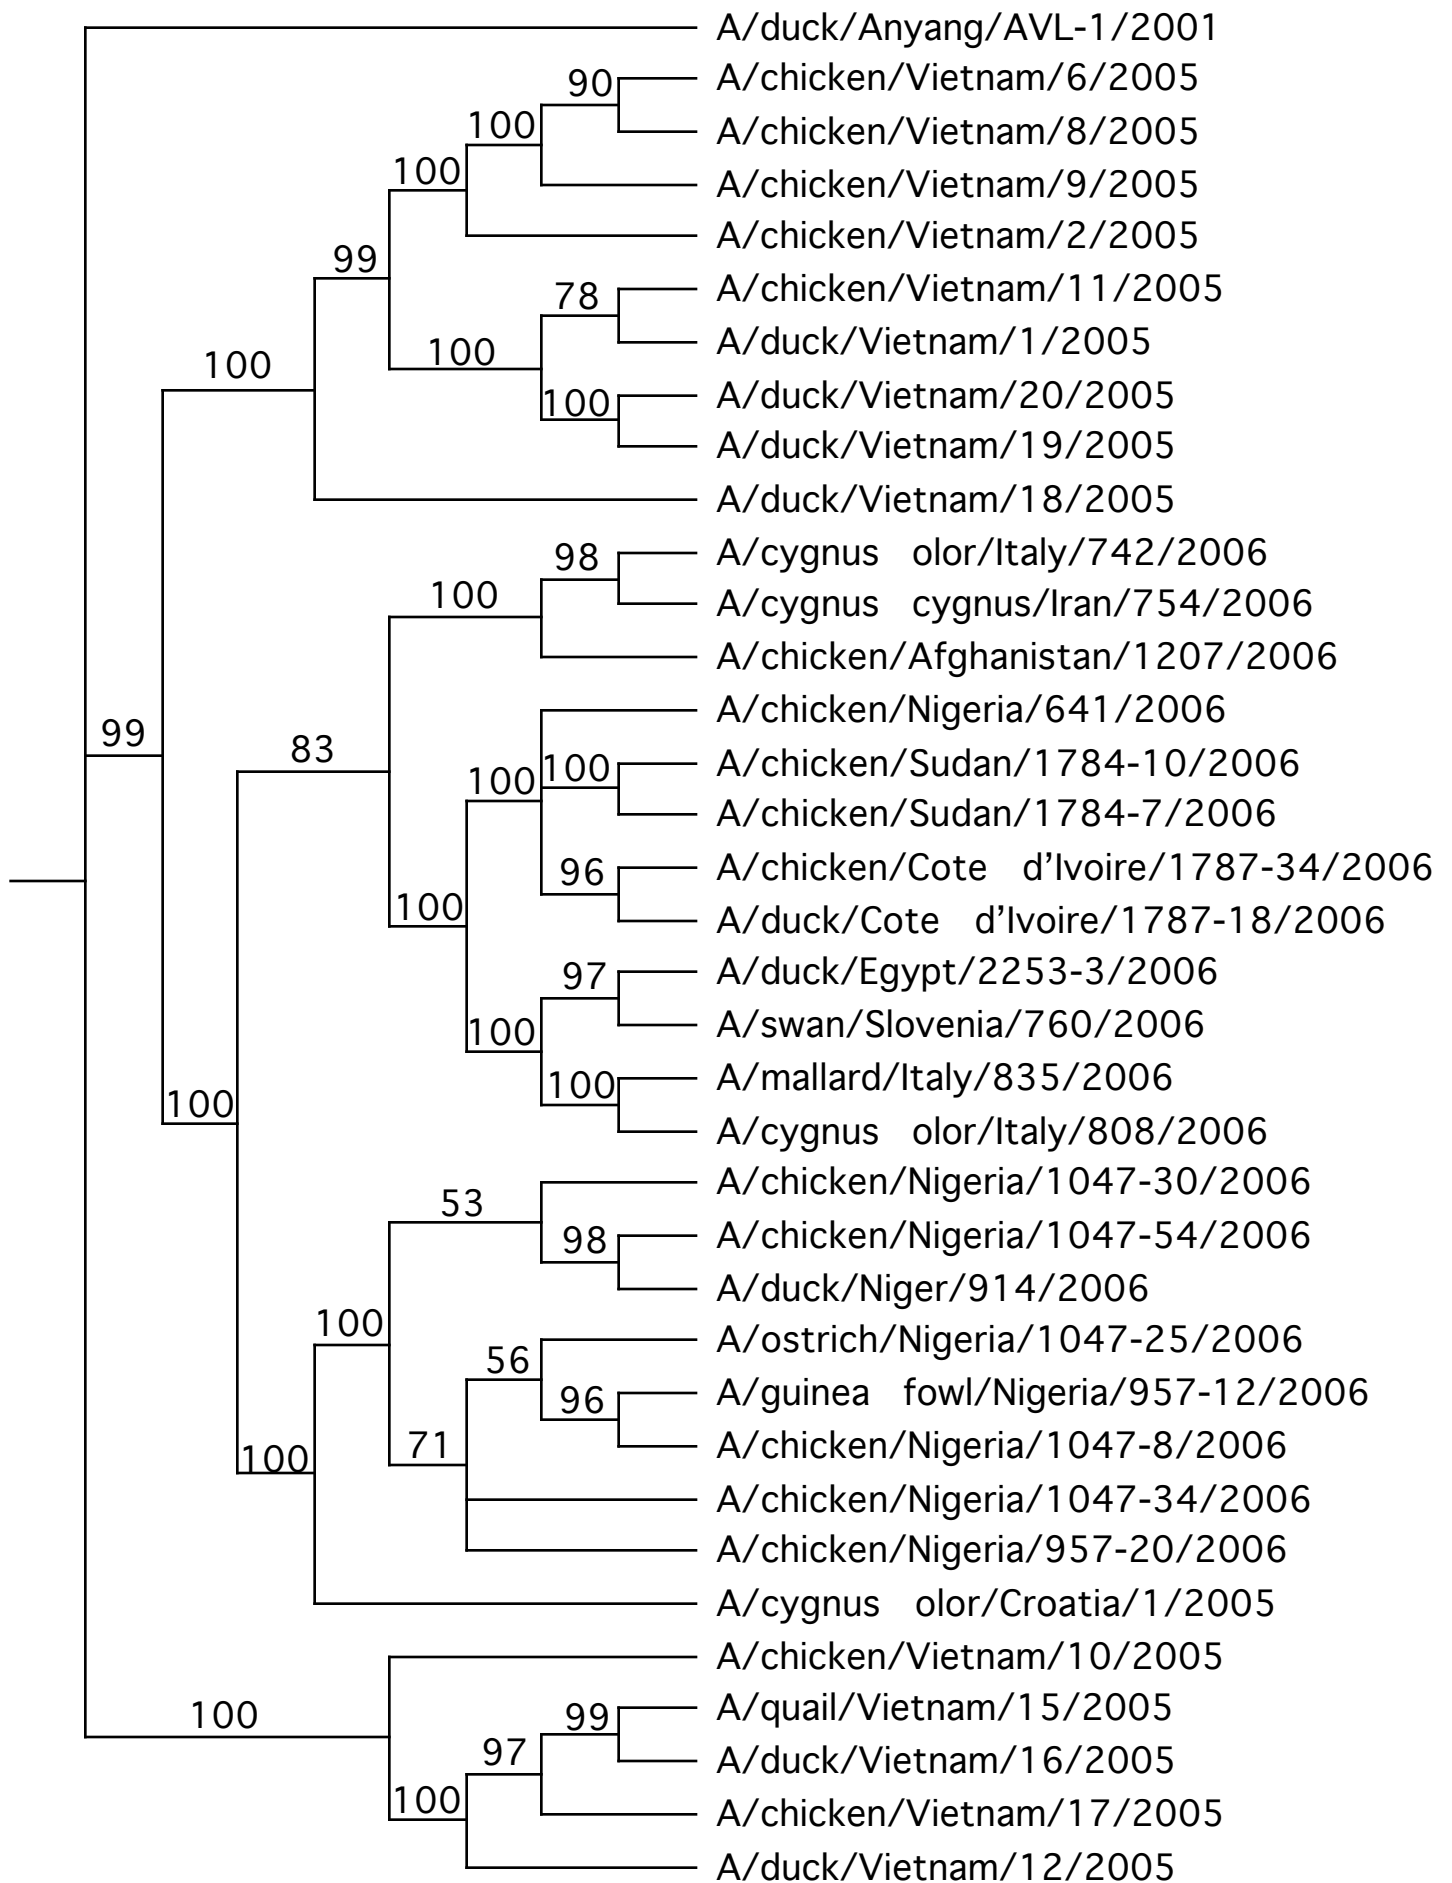 A/duck/Anyang/AVL-1/2001
90 A/chicken/Vietnam/6/2005
100 A/chicken/Vietnam/8/2005
100 A/chicken/Vietnam/9/2005
A/chicken/Vietnam/2/2005
99
78 A/chicken/Vietnam/11/2005
100 A/duck/Vietnam/1/2005
100
100 A/duck/Vietnam/20/2005
A/duck/Vietnam/19/2005
A/duck/Vietnam/18/2005
98 A/cygnus olor/Italy/742/2006
100 A/cygnus cygnus/Iran/754/2006
A/chicken/Afghanistan/1207/2006
A/chicken/Nigeria/641/2006
99
83
100 100 A/chicken/Sudan/1784-10/2006
A/chicken/Sudan/1784-7/2006
96 A/chicken/Cote d’Ivoire/1787-34/2006
100 A/duck/Cote d’Ivoire/1787-18/2006
97 A/duck/Egypt/2253-3/2006
100 A/swan/Slovenia/760/2006
100 A/mallard/Italy/835/2006
100 A/cygnus olor/Italy/808/2006
53 A/chicken/Nigeria/1047-30/2006
98 A/chicken/Nigeria/1047-54/2006
A/duck/Niger/914/2006
100 A/ostrich/Nigeria/1047-25/2006
56
96 A/guinea fowl/Nigeria/957-12/2006
71 A/chicken/Nigeria/1047-8/2006
100
A/chicken/Nigeria/1047-34/2006
A/chicken/Nigeria/957-20/2006
A/cygnus olor/Croatia/1/2005
A/chicken/Vietnam/10/2005
100 99 A/quail/Vietnam/15/2005
97 A/duck/Vietnam/16/2005
100 A/chicken/Vietnam/17/2005
A/duck/Vietnam/12/2005